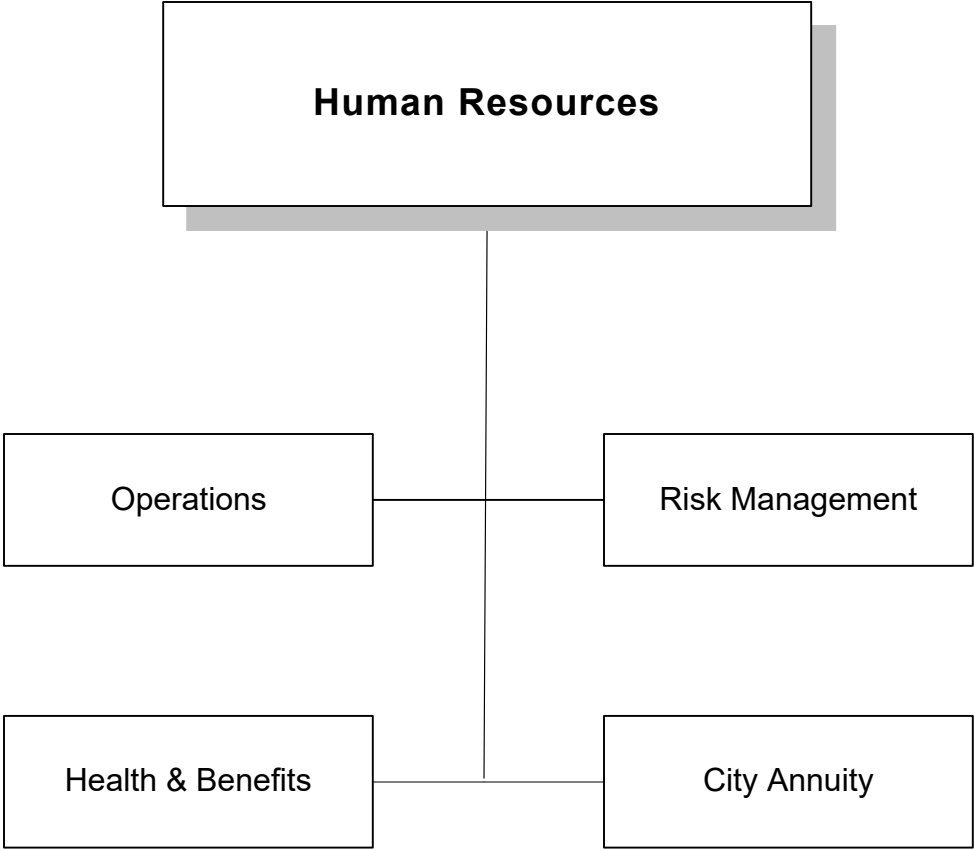 Human Resources
Operations
Risk Management
Health & Benefits
City Annuity